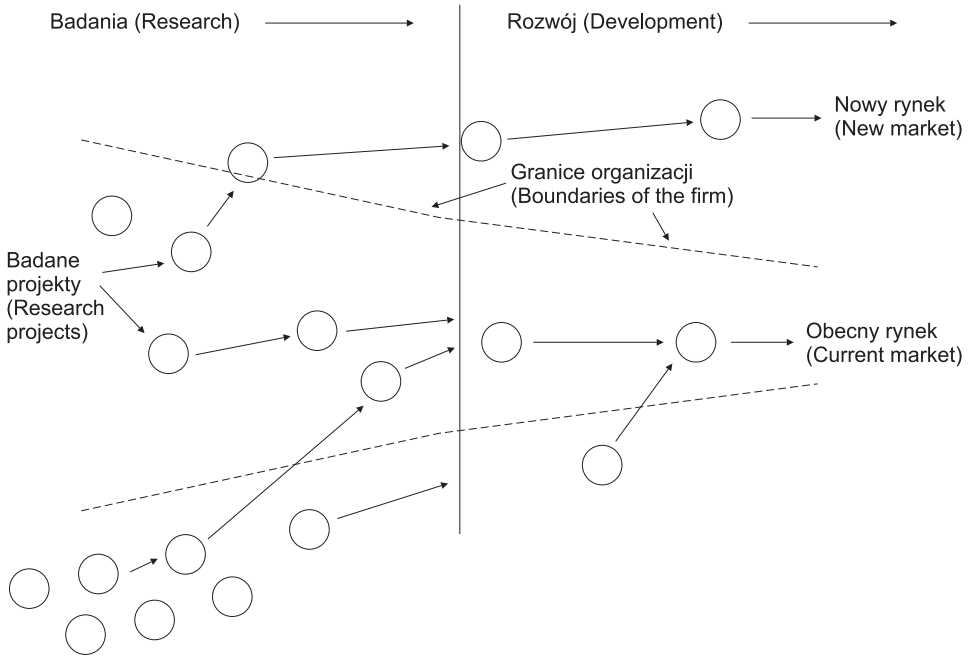 Badania (Research)
Rozwój (Development)
Nowy rynek
(New market)
Granice organizacji
(Boundaries of the firm)
Badane
projekty
(Research
projects)
Obecny rynek
(Current market)